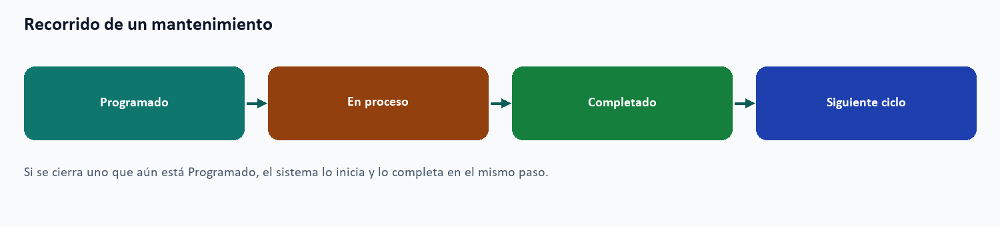 Recorrido de un mantenimiento
Programado
En proceso
Completado
Siguiente ciclo
Si se cierra uno que aún está Programado, el sistema lo inicia y lo completa en el mismo paso.